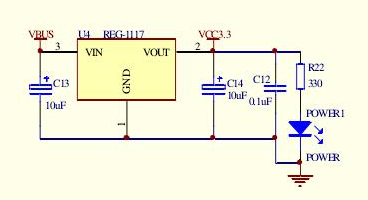 VBUS U4 REG-1117 VCC3.3
3 VIN VOUT 2
GND
1
C13
10uF
C14
10uF
C12
0.1uF
R22
330
POWER1
POWER